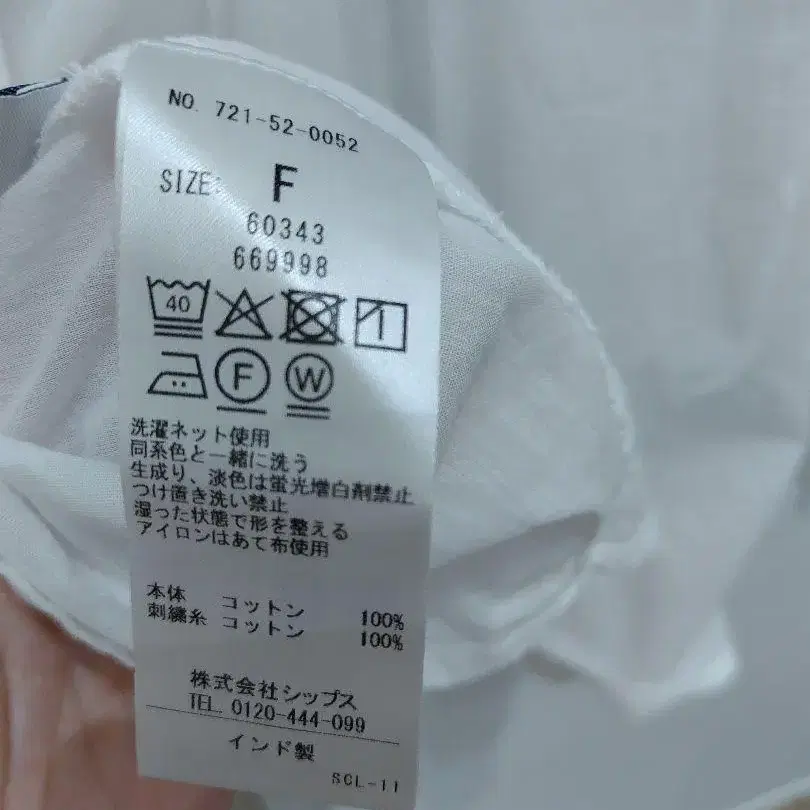 NO. 721-52-0052
SIZE: F
60343
669998
40
F W
洗濯ネット使用
同系色と一緒に洗う
生成り、淡色は蛍光増白剤禁止
つけ置き洗い禁止
湿った状態で形を整える
アイロンはあて布使用
本体 コットン 100%
刺繍糸 コットン 100%
株式会社シップス
TEL. 0120-444-099
インド製
SCL-11